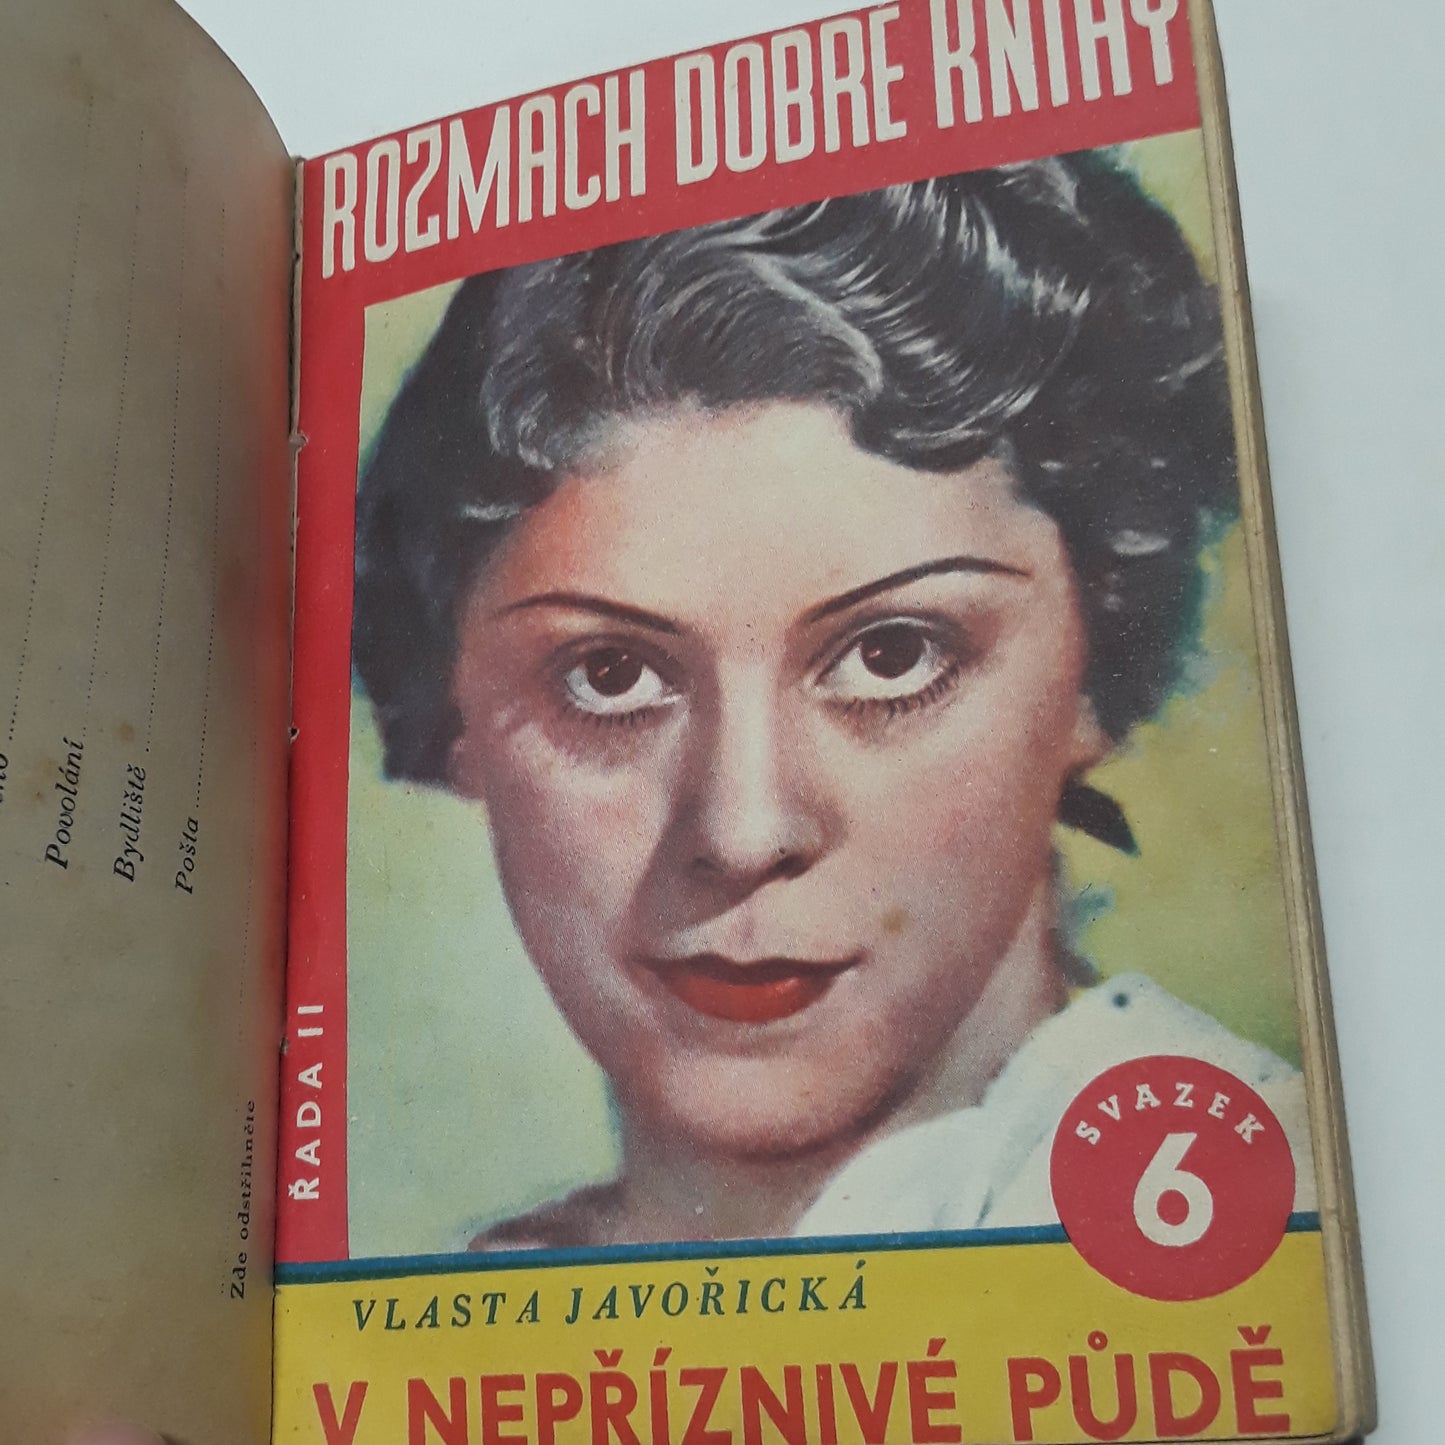 Povolání
Bydliště
Pošta
Zde odstřihněte
ROZMACH DOBRÉ KNIHY
ŘADA II
SVAZEK
6
VLASTA JAVOŘICKÁ
V NEPŘÍZNIVÉ PŮDĚ